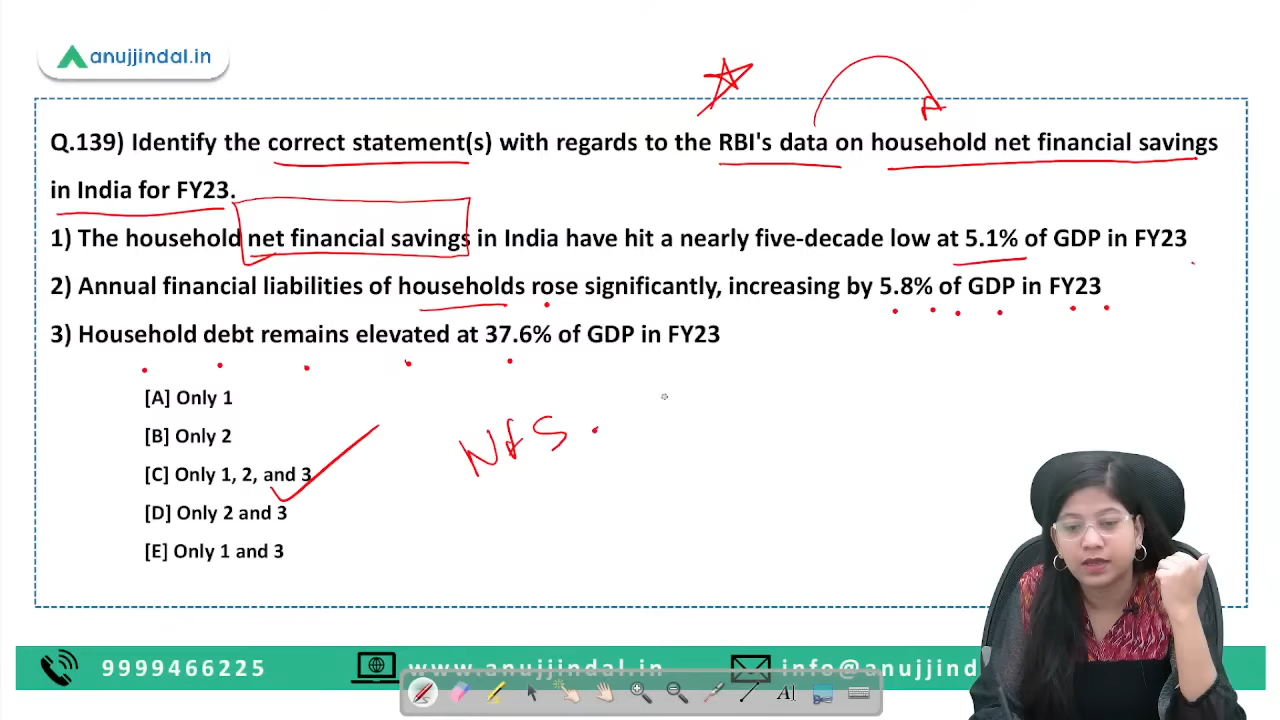 anujjindal.in
Q.139) Identify the correct statement(s) with regards to the RBI's data on household net financial savings
in India for FY23.
1) The household net financial savings in India have hit a nearly five-decade low at 5.1% of GDP in FY23
2) Annual financial liabilities of households rose significantly, increasing by 5.8% of GDP in FY23
3) Household debt remains elevated at 37.6% of GDP in FY23
[A] Only 1
[B] Only 2
NFS
[C] Only 1, 2, and 3
[D] Only 2 and 3
[E] Only 1 and 3
9999466225 www.anujjindal.in info@anujjind